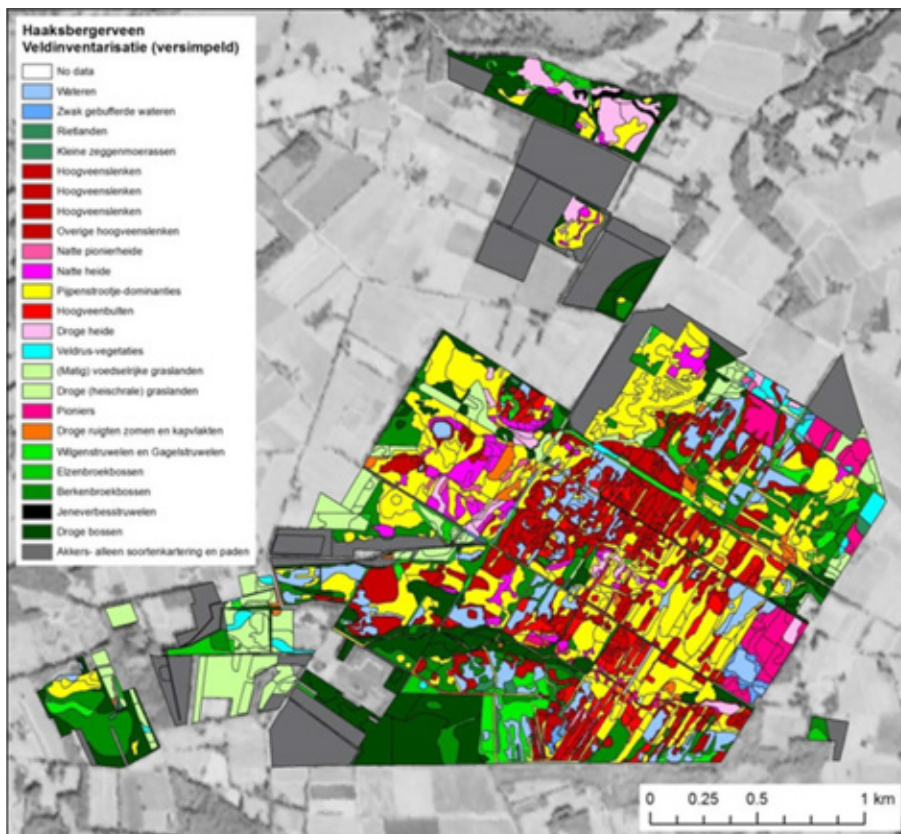 Haaksbergerveen
Veldinventarisatie (versimpeld)
No data
Wateren
Zwak gebufferde wateren
Rietlanden
Kleine zeggenmoerassen
Hoogveenslenken
Hoogveenslenken
Hoogveenslenken
Overige hoogveenslenken
Natte pionierheide
Natte heide
Pijpenstrootje-dominanties
Hoogveenbulten
Droge heide
Veldrus-vegetaties
(Matig) voedselrijke graslanden
Droge (heischrale) graslanden
Pioniers
Droge ruigten zomen en kapvlakten
Wilgenstruwelen en Gagelstruwelen
Elzenbroekbossen
Berkenbroekbossen
Jeneverbesstruwelen
Droge bossen
Akkers- alleen soortenkartering en paden
0 0.25 0.5 1 km